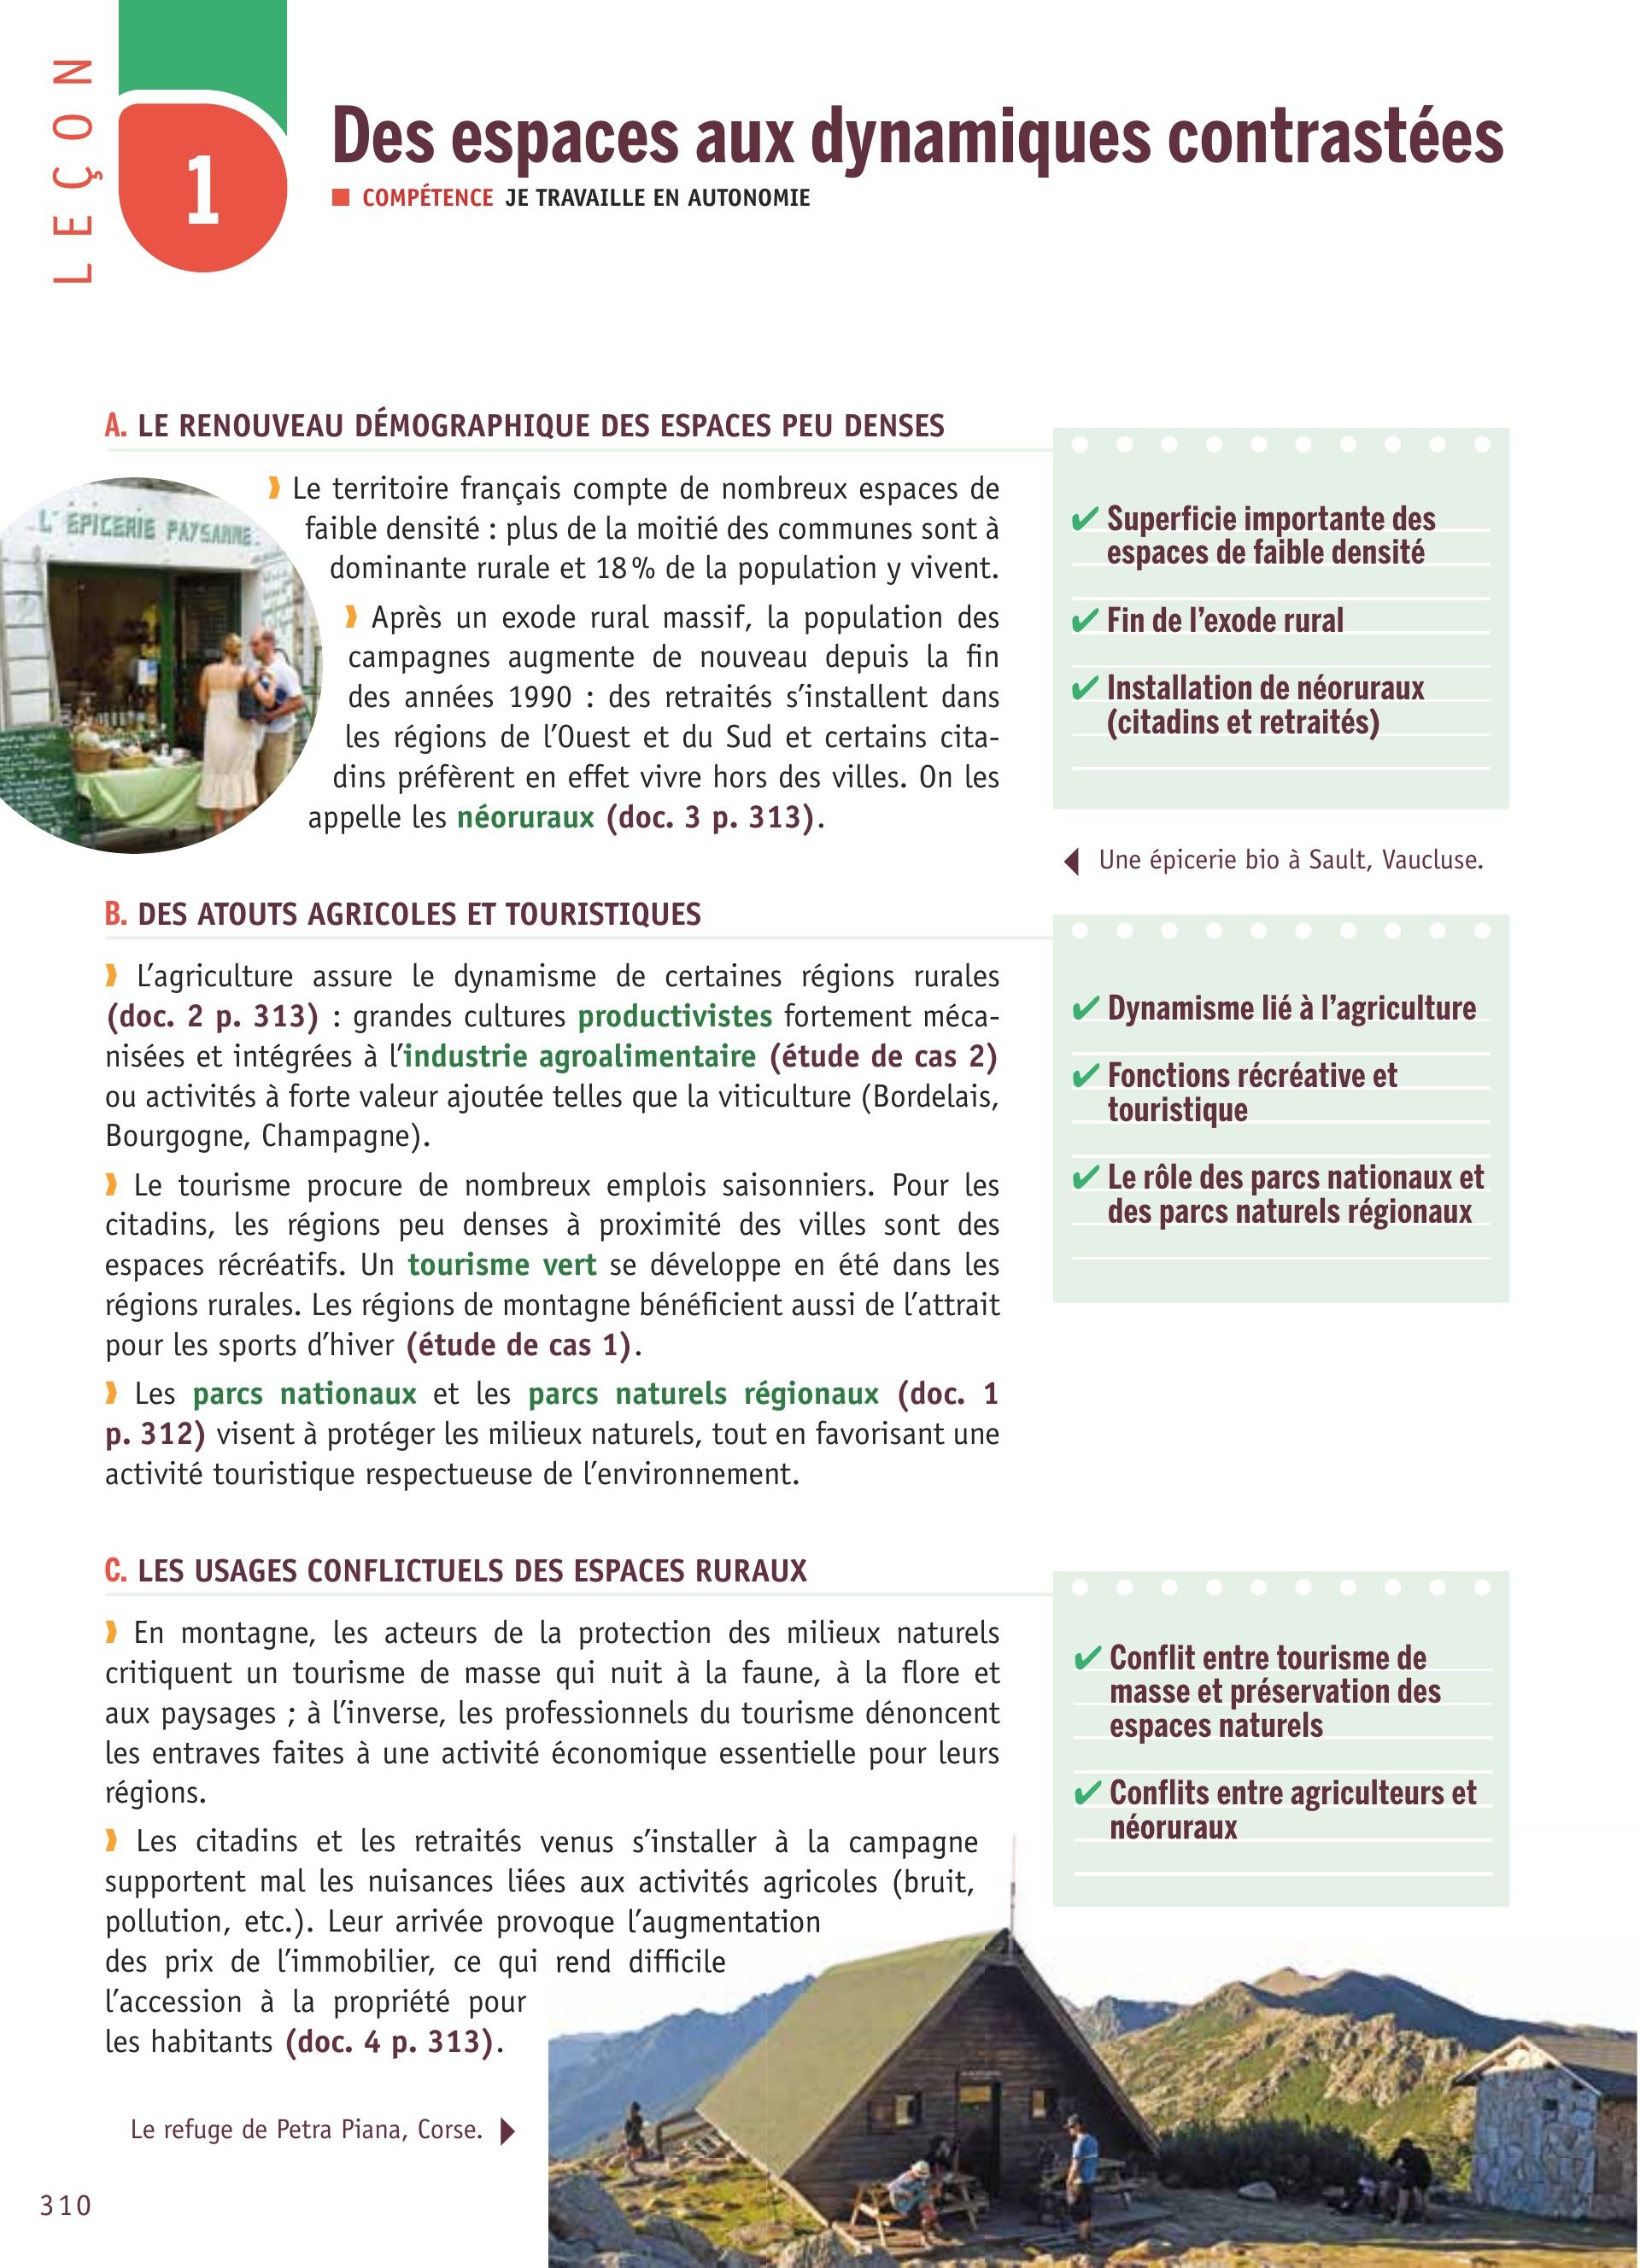 LEÇON
1
Des espaces aux dynamiques contrastées
■ COMPÉTENCE JE TRAVAILLE EN AUTONOMIE
A. LE RENOUVEAU DÉMOGRAPHIQUE DES ESPACES PEU DENSES
L'ÉPICERIE PAYSANNE
Le territoire français compte de nombreux espaces de
faible densité : plus de la moitié des communes sont à
dominante rurale et 18 % de la population y vivent.
Après un exode rural massif, la population des
campagnes augmente de nouveau depuis la fin
des années 1990 : des retraités s'installent dans
les régions de l'Ouest et du Sud et certains cita-
dins préfèrent en effet vivre hors des villes. On les
appelle les néoruraux (doc. 3 p. 313).
✔ Superficie importante des
espaces de faible densité
✔ Fin de l'exode rural
✔ Installation de néoruraux
(citadins et retraités)
◀ Une épicerie bio à Sault, Vaucluse.
B. DES ATOUTS AGRICOLES ET TOURISTIQUES
L'agriculture assure le dynamisme de certaines régions rurales
(doc. 2 p. 313) : grandes cultures productivistes fortement méca-
nisées et intégrées à l'industrie agroalimentaire (étude de cas 2)
ou activités à forte valeur ajoutée telles que la viticulture (Bordelais,
Bourgogne, Champagne).
Le tourisme procure de nombreux emplois saisonniers. Pour les
citadins, les régions peu denses à proximité des villes sont des
espaces récréatifs. Un tourisme vert se développe en été dans les
régions rurales. Les régions de montagne bénéficient aussi de l'attrait
pour les sports d'hiver (étude de cas 1).
Les parcs nationaux et les parcs naturels régionaux (doc. 1
p. 312) visent à protéger les milieux naturels, tout en favorisant une
activité touristique respectueuse de l'environnement.
✔ Dynamisme lié à l'agriculture
✔ Fonctions récréative et
touristique
✔ Le rôle des parcs nationaux et
des parcs naturels régionaux
C. LES USAGES CONFLICTUELS DES ESPACES RURAUX
En montagne, les acteurs de la protection des milieux naturels
critiquent un tourisme de masse qui nuit à la faune, à la flore et
aux paysages ; à l'inverse, les professionnels du tourisme dénoncent
les entraves faites à une activité économique essentielle pour leurs
régions.
Les citadins et les retraités venus s'installer à la campagne
supportent mal les nuisances liées aux activités agricoles (bruit,
pollution, etc.). Leur arrivée provoque l'augmentation
des prix de l'immobilier, ce qui rend difficile
l'accession à la propriété pour
les habitants (doc. 4 p. 313).
✔ Conflit entre tourisme de
masse et préservation des
espaces naturels
✔ Conflits entre agriculteurs et
néoruraux
Le refuge de Petra Piana, Corse. ▶
310